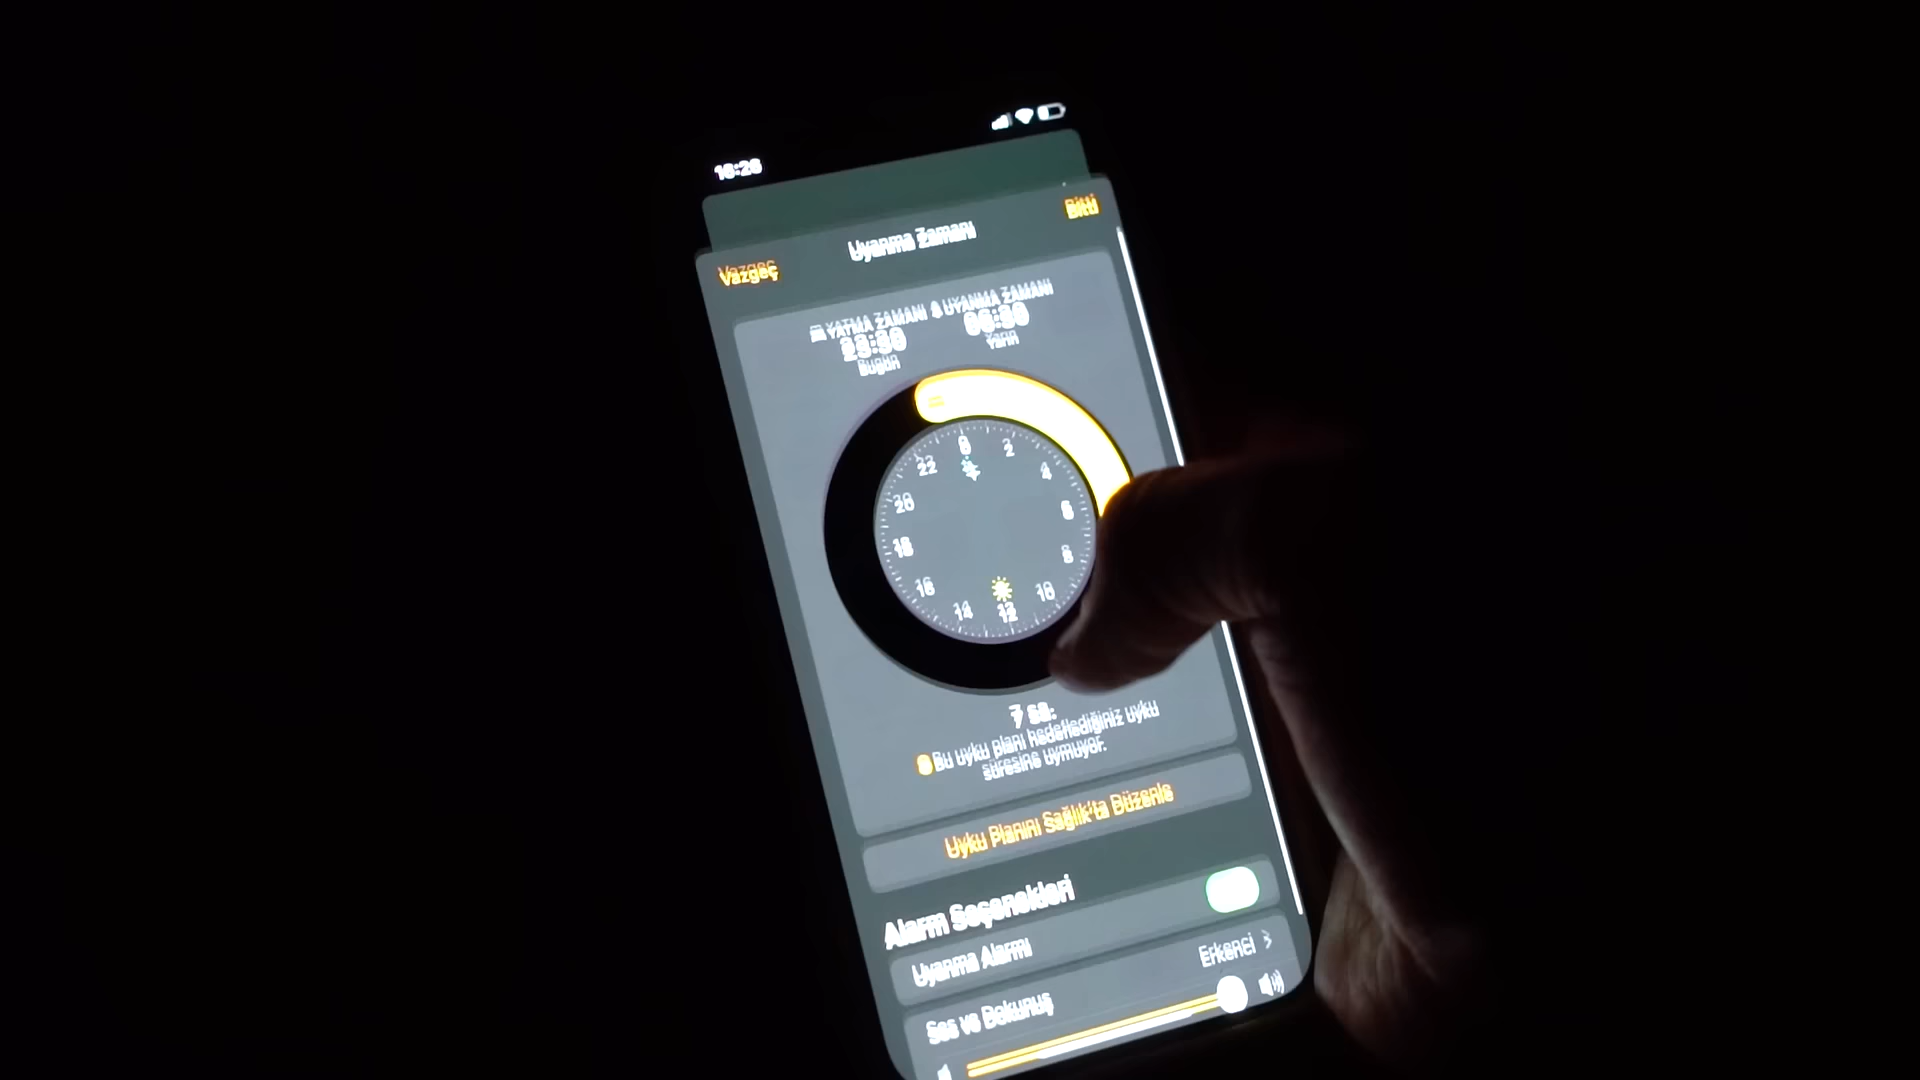 16:26
Vazgeç
Uyanma Zamanı
Bitti
YATMA ZAMANI
UYANMA ZAMANI
23:30
06:30
Bugün
Yarın
0
2
4
6
8
10
12
14
16
18
20
22
7 sa.
Bu uyku planı hedeflediğiniz uyku
süresine uymuyor.
Uyku Planını Sağlık'ta Düzenle
Alarm Seçenekleri
Uyanma Alarmı
Ses ve Dokunuş
Erkenci